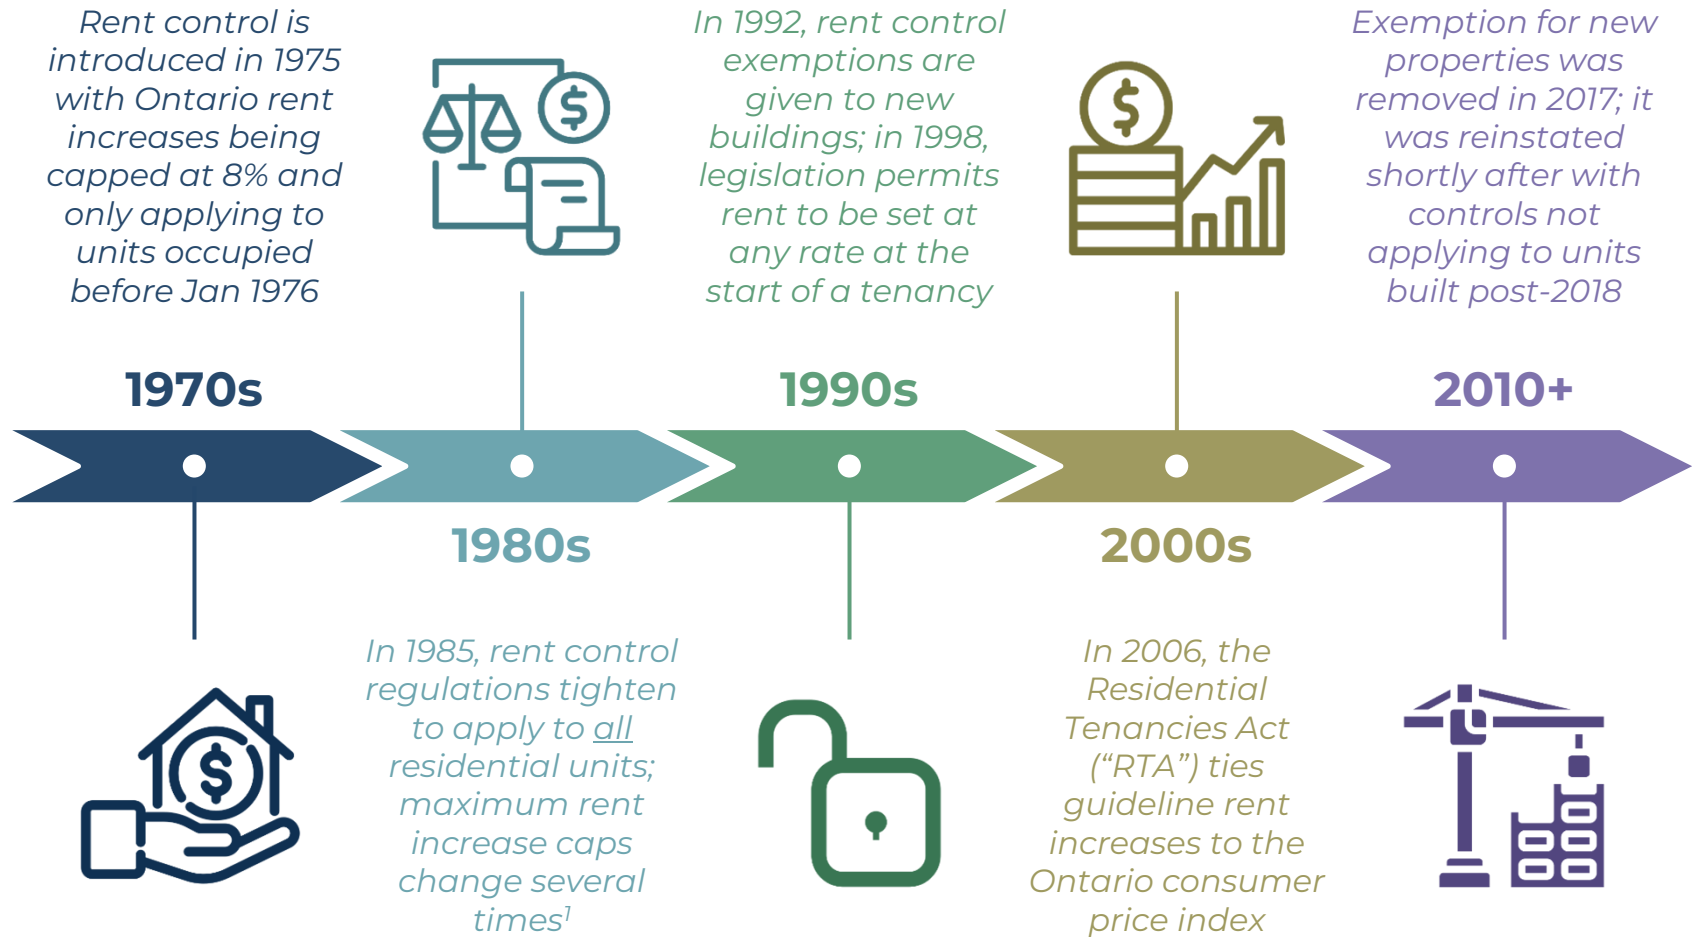 Rent control is
introduced in 1975
with Ontario rent
increases being
capped at 8% and
only applying to
units occupied
before Jan 1976
1970s
1980s
In 1985, rent control
regulations tighten
to apply to all
residential units;
maximum rent
increase caps
change several
times¹
In 1992, rent control
exemptions are
given to new
buildings; in 1998,
legislation permits
rent to be set at
any rate at the
start of a tenancy
1990s
2000s
In 2006, the
Residential
Tenancies Act
(“RTA”) ties
guideline rent
increases to the
Ontario consumer
price index
Exemption for new
properties was
removed in 2017; it
was reinstated
shortly after with
controls not
applying to units
built post-2018
2010+
$
$
$